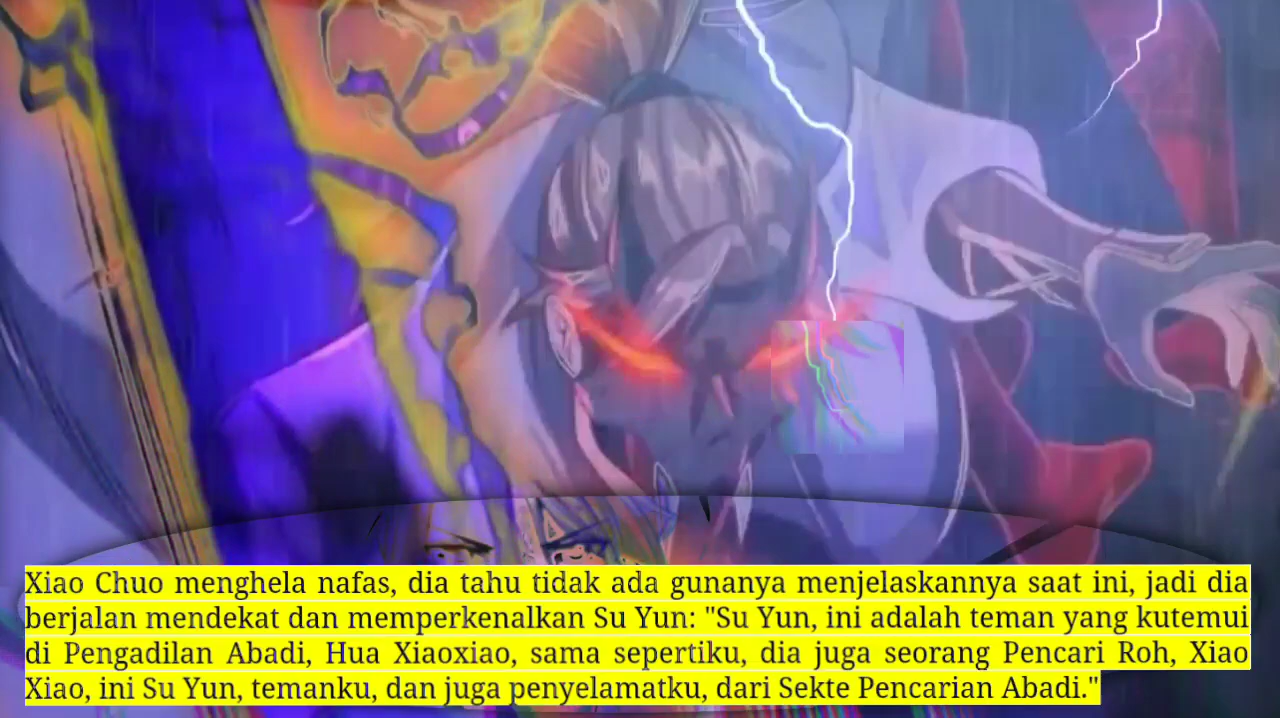 Xiao Chuo menghela nafas, dia tahu tidak ada gunanya menjelaskannya saat ini, jadi dia
berjalan mendekat dan memperkenalkan Su Yun: "Su Yun, ini adalah teman yang kutemui
di Pengadilan Abadi, Hua Xiaoxiao, sama sepertiku, dia juga seorang Pencari Roh, Xiao
Xiao, ini Su Yun, temanku, dan juga penyelamatku, dari Sekte Pencarian Abadi."